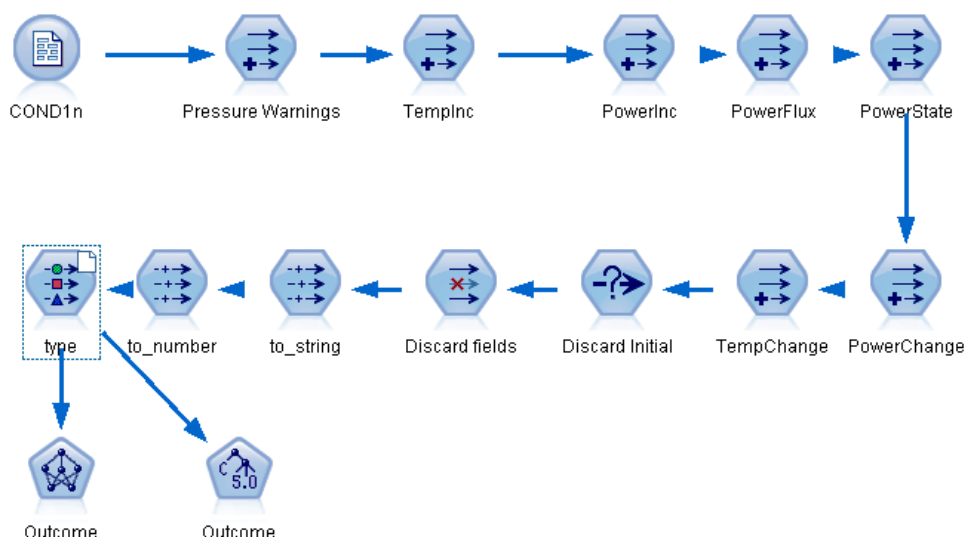 COND1n
Pressure Warnings
TempInc
PowerInc
PowerFlux
PowerState
type
to_number
to_string
Discard fields
Discard Initial
TempChange
PowerChange
C 5.0
Outcome
Outcome